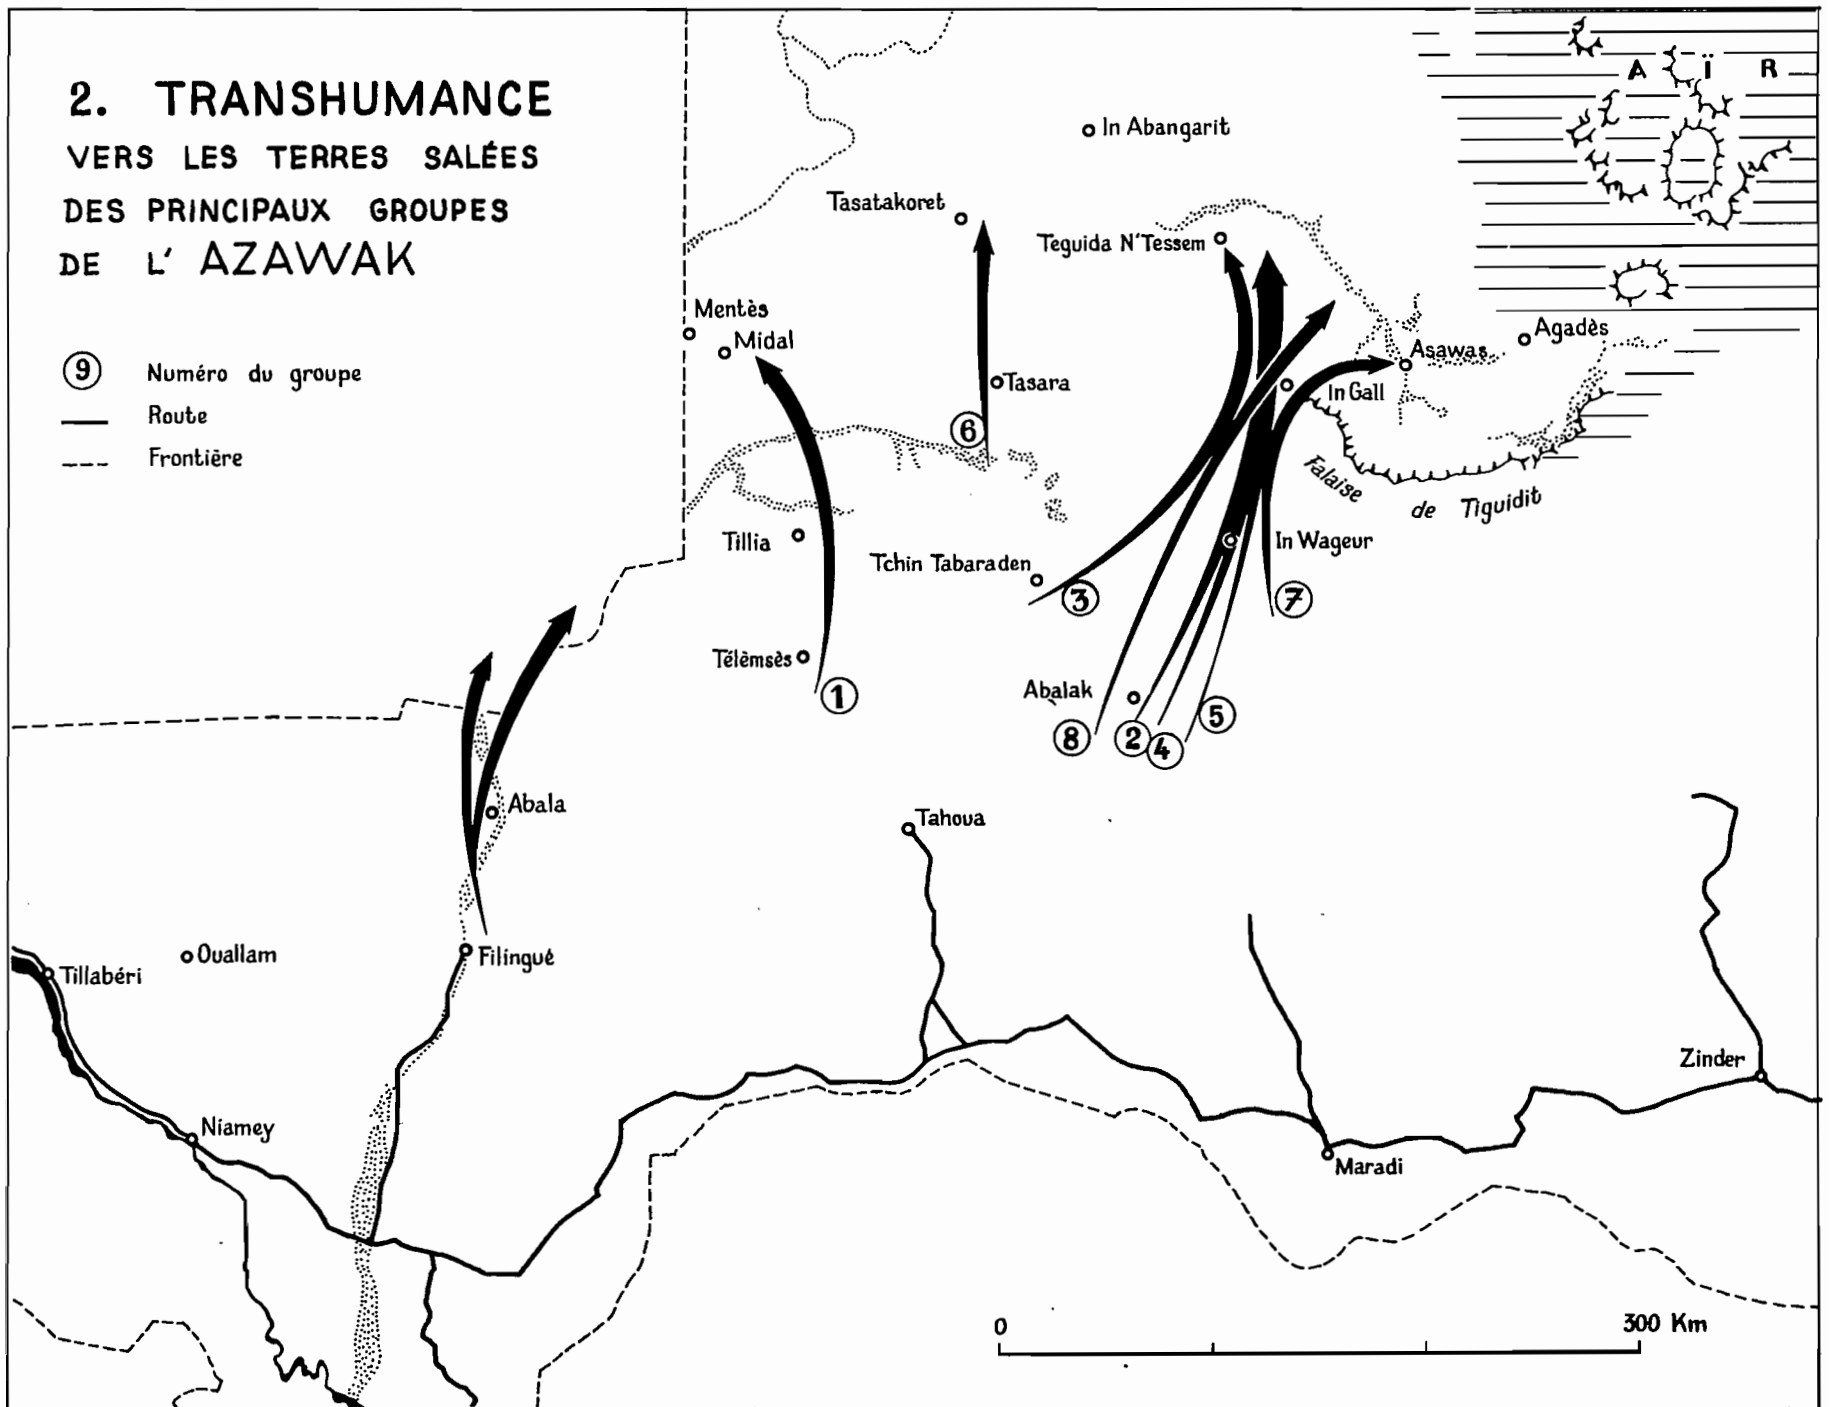 2. TRANSHUMANCE
VERS LES TERRES SALÉES
DES PRINCIPAUX GROUPES
DE L' AZAWAK
9 Numéro du groupe
Route
Frontière
AÏR
In Abangarit
Tasatakoret
Teguida N'Tessem
Mentès
Midal
Agadès
Asawas
Tasara
In Gall
6
Falaise de Tiguidit
Tillia
In Wageur
Tchin Tabaraden
3
7
Télèmsès
1
Abalak
5
8
2
4
Abala
Tahoua
Ouallam
Filingué
Tillabéri
Zinder
Niamey
Maradi
0
300 Km